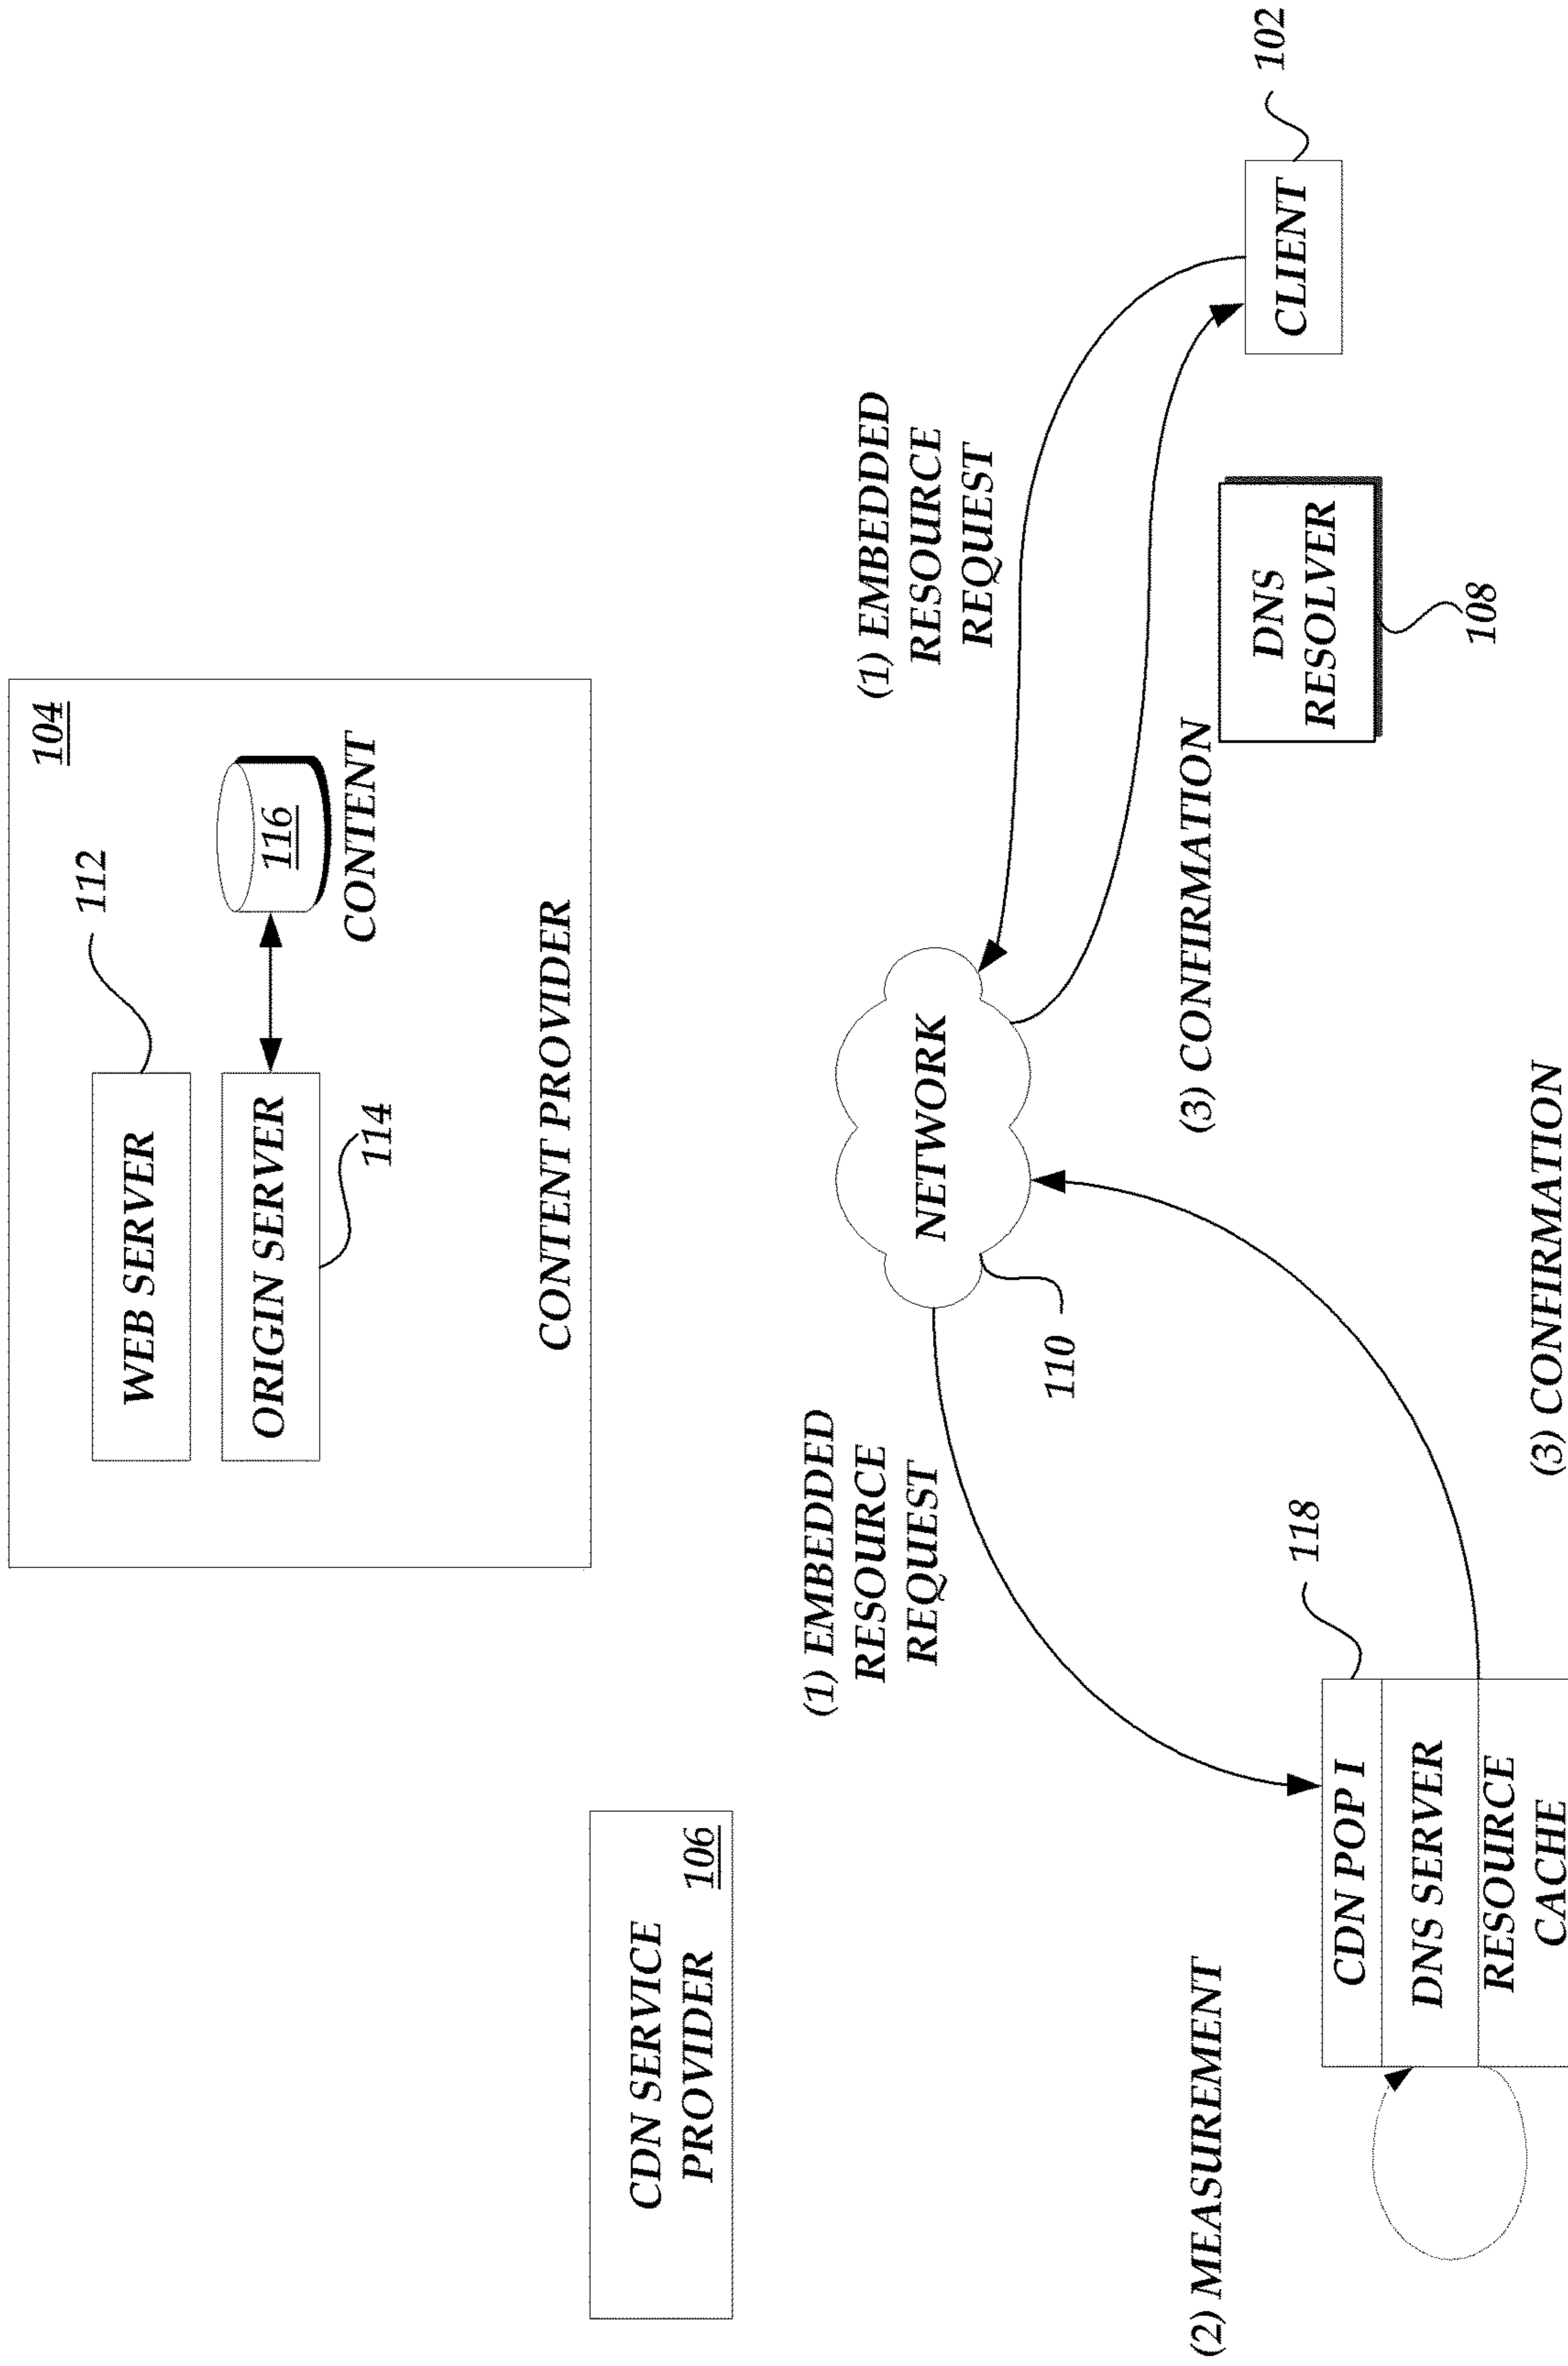 104
112
WEB SERVER
ORIGIN SERVER
116
CONTENT
114
CONTENT PROVIDER
CDN SERVICE
PROVIDER
106
(1) EMBEDDED
RESOURCE
REQUEST
(1) EMBEDDED
RESOURCE
REQUEST
NETWORK
110
102
CLIENT
DNS
RESOLVER
108
(3) CONFIRMATION
(2) MEASUREMENT
118
CDN POP I
DNS SERVER
RESOURCE
CACHE
(3) CONFIRMATION